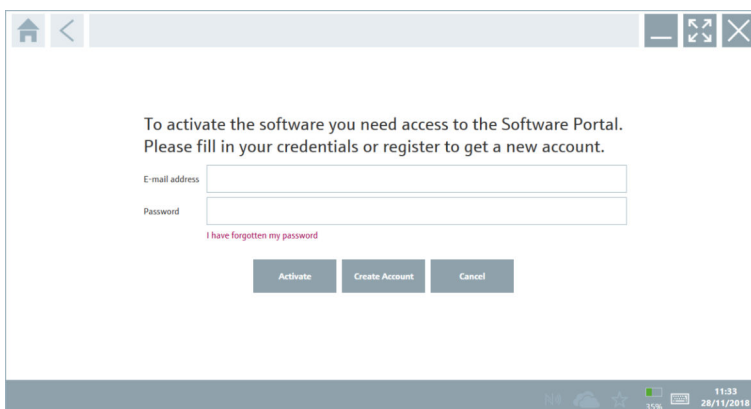 To activate the software you need access to the Software Portal.
Please fill in your credentials or register to get a new account.
E-mail address
Password
I have forgotten my password
Activate
Create Account
Cancel
11:33
35%
28/11/2018